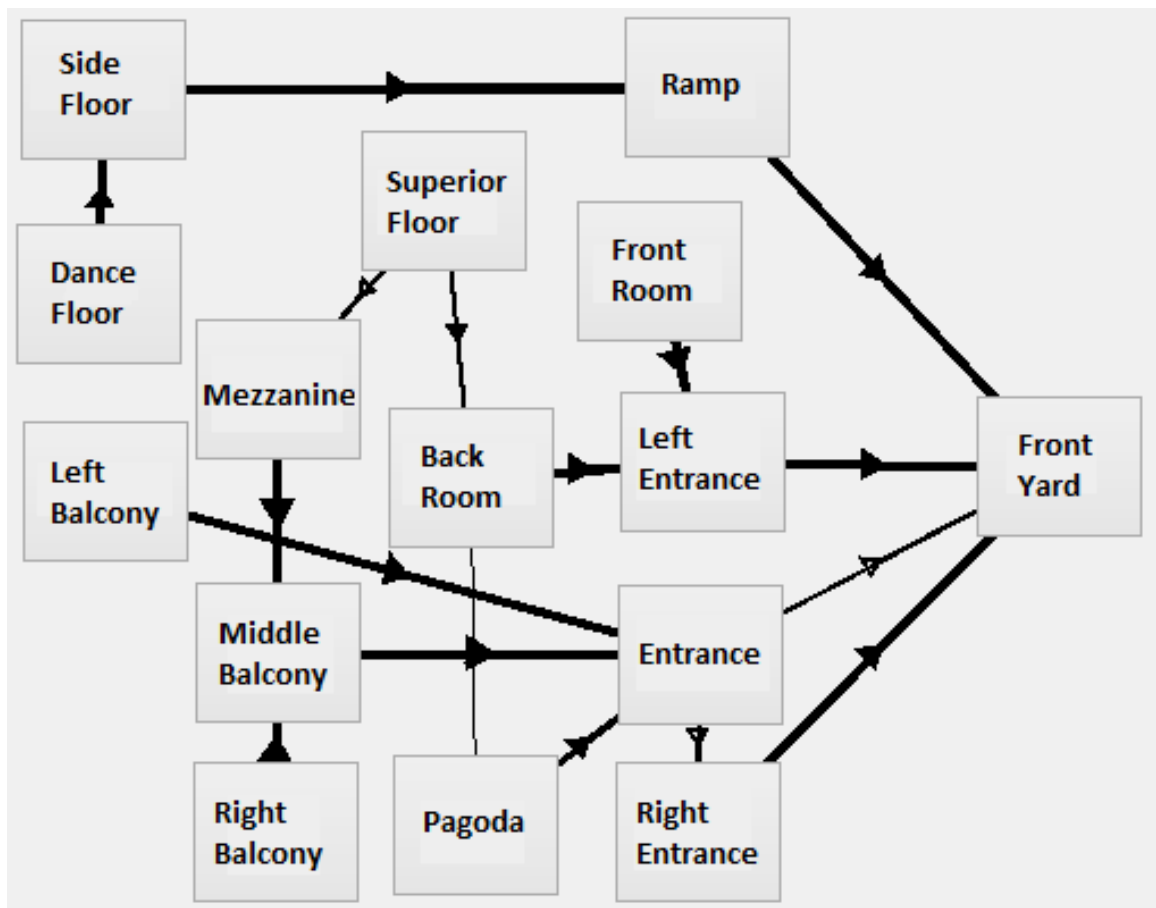 Side
Floor
Ramp
Superior
Floor
Front
Room
Dance
Floor
Mezzanine
Left
Balcony
Back
Room
Left
Entrance
Front
Yard
Middle
Balcony
Entrance
Right
Balcony
Pagoda
Right
Entrance